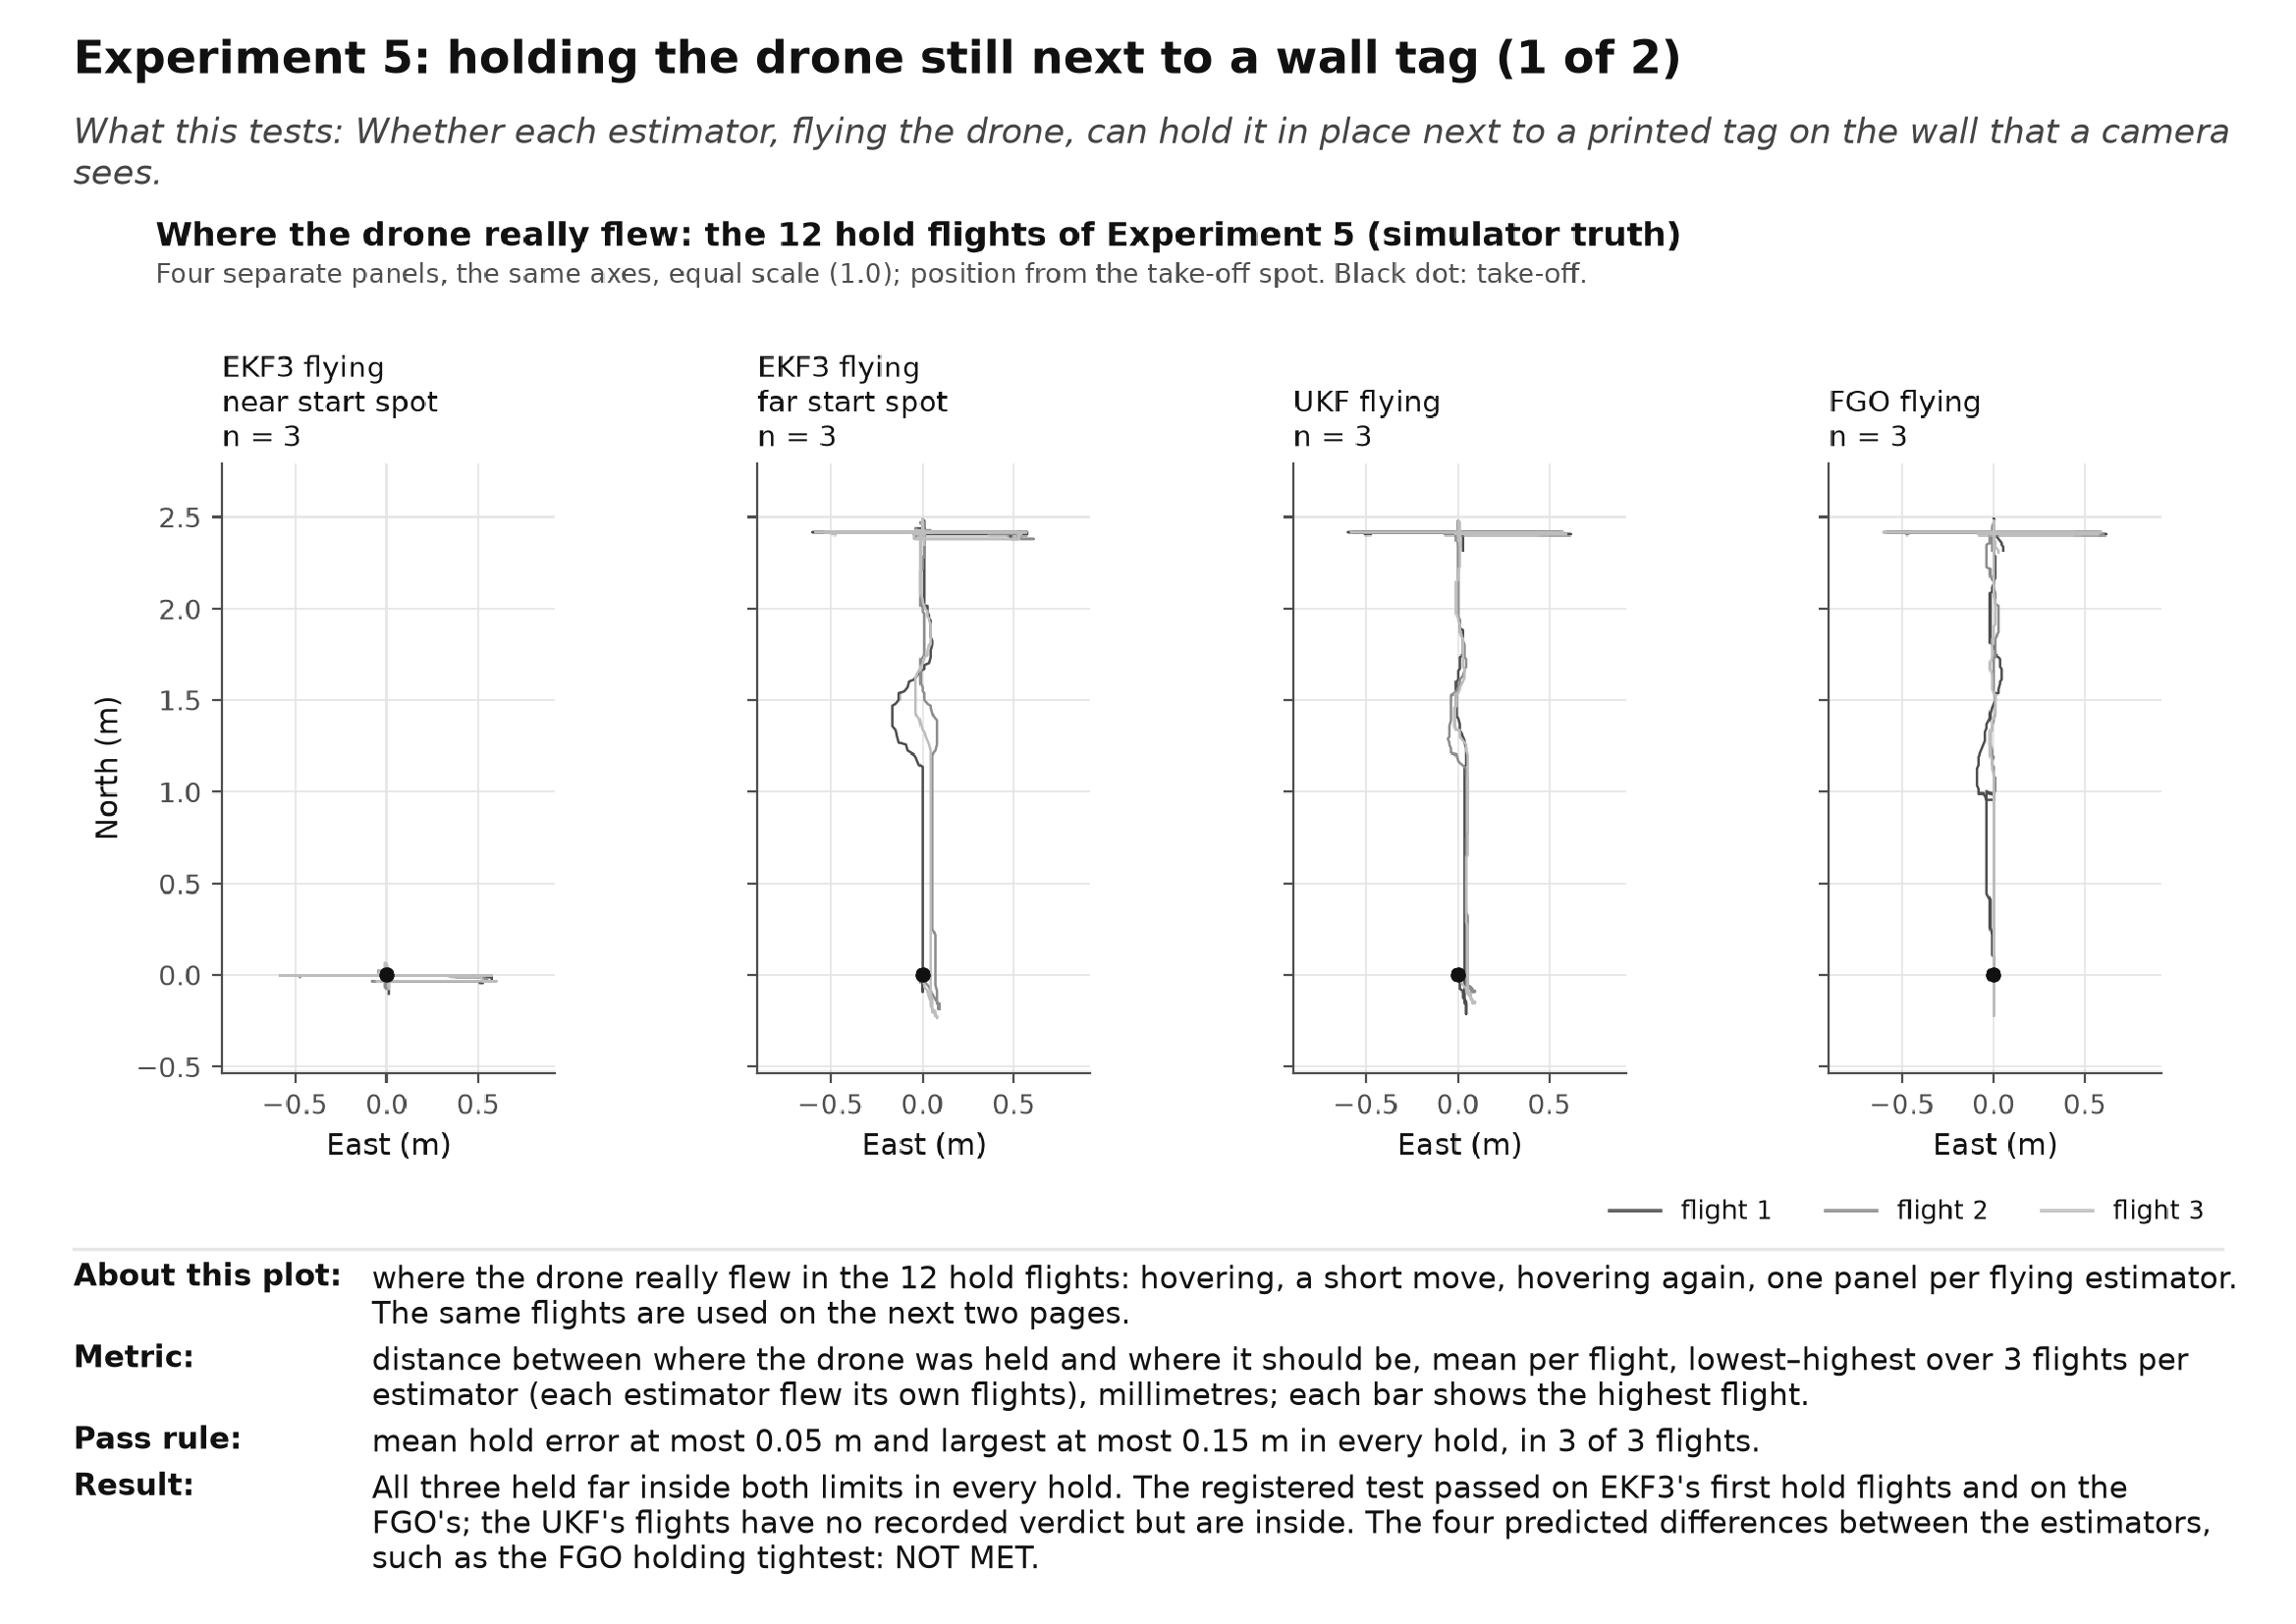 Experiment 5: holding the drone still next to a wall tag (1 of 2)
What this tests: Whether each estimator, flying the drone, can hold it in place next to a printed tag on the wall that a camera
sees.
Where the drone really flew: the 12 hold flights of Experiment 5 (simulator truth)
Four separate panels, the same axes, equal scale (1.0); position from the take-off spot. Black dot: take-off.
EKF3 flying
near start spot
n = 3
EKF3 flying
far start spot
n = 3
UKF flying
n = 3
FGO flying
n = 3
North (m)
2.5
2.0
1.5
1.0
0.5
0.0
−0.5
−0.5 0.0 0.5
East (m)
−0.5 0.0 0.5
East (m)
−0.5 0.0 0.5
East (m)
−0.5 0.0 0.5
East (m)
flight 1 flight 2 flight 3
About this plot: where the drone really flew in the 12 hold flights: hovering, a short move, hovering again, one panel per flying estimator.
The same flights are used on the next two pages.
Metric: distance between where the drone was held and where it should be, mean per flight, lowest–highest over 3 flights per
estimator (each estimator flew its own flights), millimetres; each bar shows the highest flight.
Pass rule: mean hold error at most 0.05 m and largest at most 0.15 m in every hold, in 3 of 3 flights.
Result: All three held far inside both limits in every hold. The registered test passed on EKF3's first hold flights and on the
FGO's; the UKF's flights have no recorded verdict but are inside. The four predicted differences between the estimators,
such as the FGO holding tightest: NOT MET.